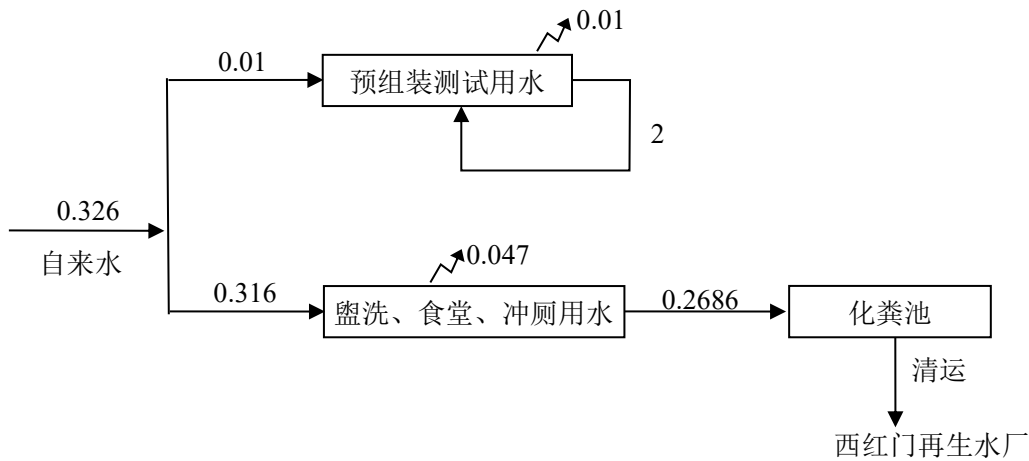 0.01
0.01
预组装测试用水
2
0.326
自来水
0.047
0.316
盥洗、食堂、冲厕用水
0.2686
化粪池
清运
西红门再生水厂